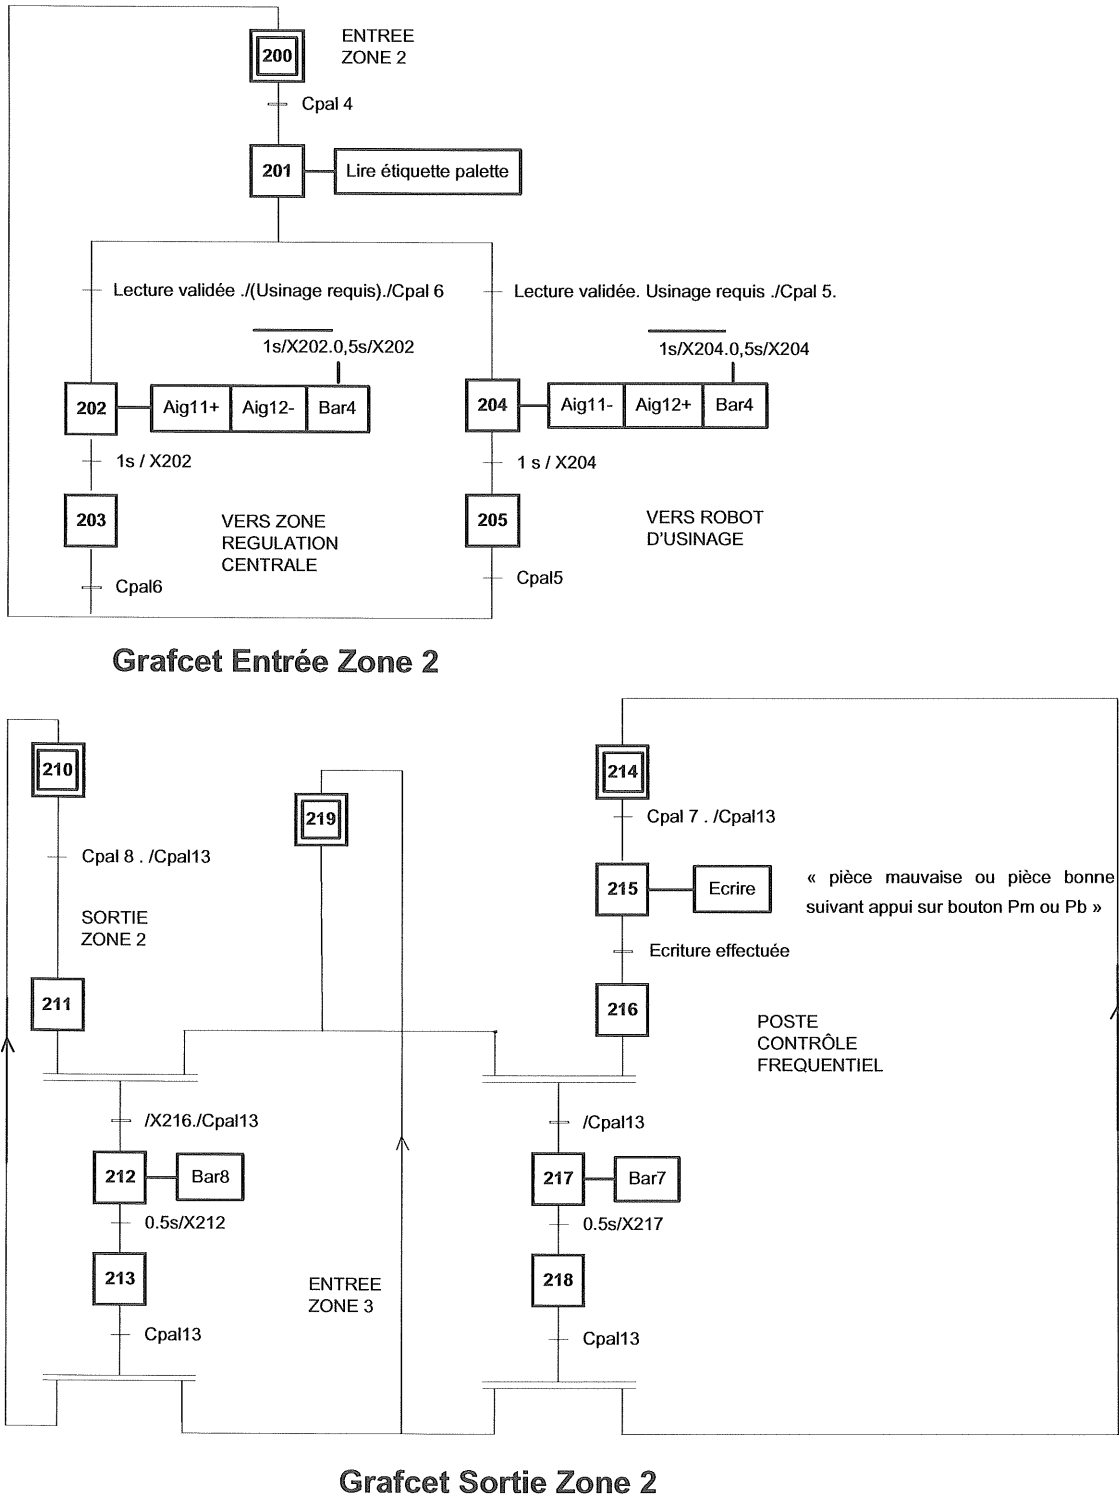 ENTREE
ZONE 2
200
Cpal 4
201
Lire étiquette palette
Lecture validée ./(Usinage requis)./Cpal 6
Lecture validée. Usinage requis ./Cpal 5.
1s/X202.0,5s/X202
1s/X204.0,5s/X204
202
Aig11+
Aig12-
Bar4
204
Aig11-
Aig12+
Bar4
1s / X202
1 s / X204
203
VERS ZONE
REGULATION
CENTRALE
205
VERS ROBOT
D'USINAGE
Cpal6
Cpal5
Grafcet Entrée Zone 2
210
219
214
Cpal 7 . /Cpal13
Cpal 8 . /Cpal13
215
Ecrire
« pièce mauvaise ou pièce bonne
suivant appui sur bouton Pm ou Pb »
SORTIE
ZONE 2
Ecriture effectuée
211
216
POSTE
CONTRÔLE
FREQUENTIEL
/X216./Cpal13
/Cpal13
212
Bar8
217
Bar7
0.5s/X212
0.5s/X217
213
218
ENTREE
ZONE 3
Cpal13
Cpal13
Grafcet Sortie Zone 2